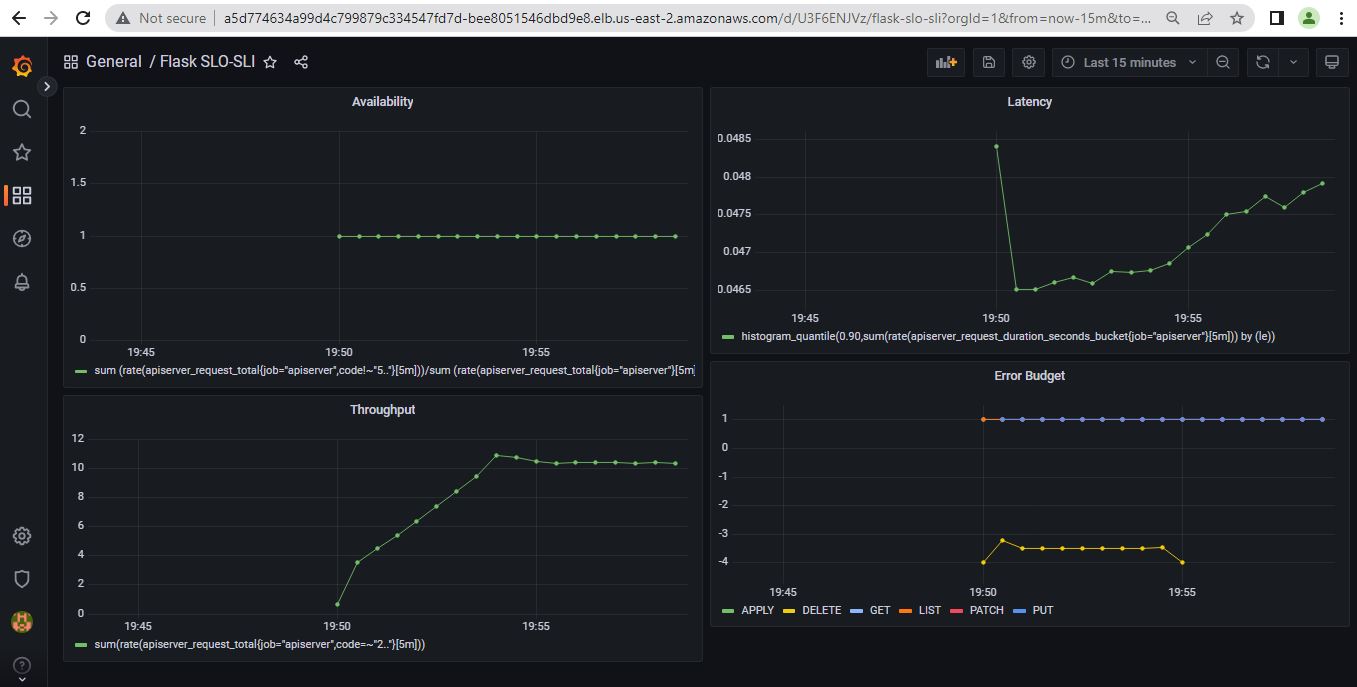 Not secure
a5d774634a99d4c799879c334547fd7d-bee8051546dbd9e8.elb.us-east-2.amazonaws.com/d/U3F6ENJVz/flask-slo-sli?orgId=1&from=now-15m&to=...
General / Flask SLO-SLI
Last 15 minutes
Availability
2
1.5
1
0.5
0
19:45 19:50 19:55
sum (rate(apiserver_request_total{job="apiserver",code!~"5.."}[5m]))/sum (rate(apiserver_request_total{job="apiserver"}[5m]
Latency
0.0485
0.048
0.0475
0.047
0.0465
19:45 19:50 19:55
histogram_quantile(0.90,sum(rate(apiserver_request_duration_seconds_bucket{job="apiserver"}[5m])) by (le))
Throughput
12
10
8
6
4
2
0
19:45 19:50 19:55
sum(rate(apiserver_request_total{job="apiserver",code=~"2.."}[5m]))
Error Budget
1
0
-1
-2
-3
-4
19:45 19:50 19:55
APPLY DELETE GET LIST PATCH PUT